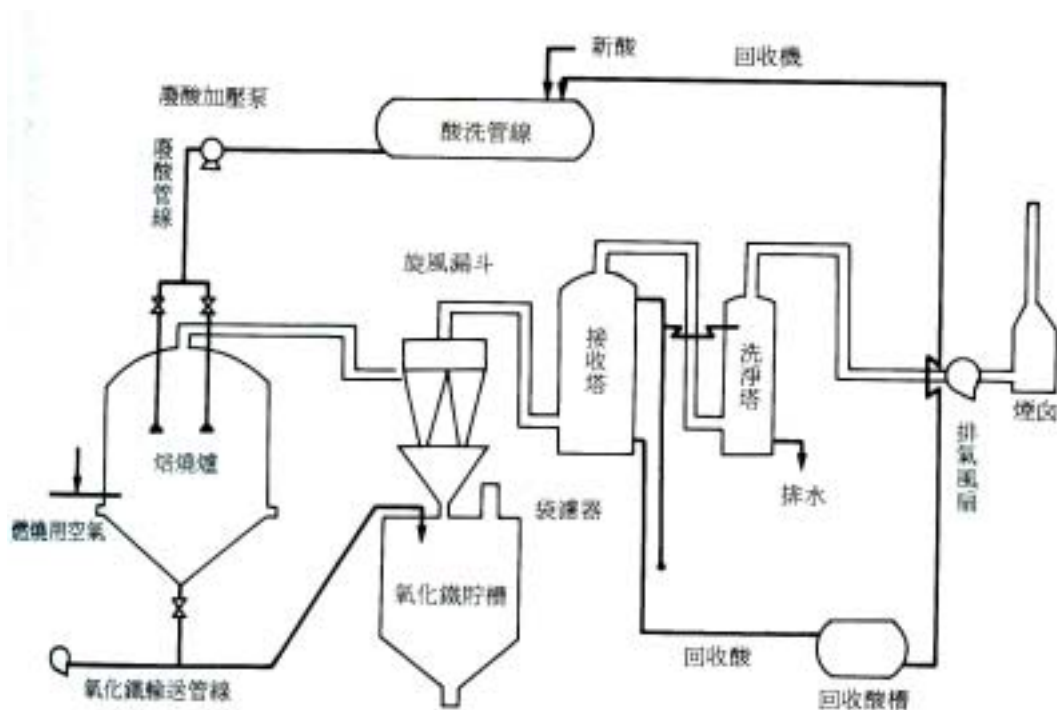 新酸
回收機
廢酸加壓泵
酸洗管線
廢酸管線
旋風漏斗
接收塔
洗淨塔
煙囱
排氣風扇
焙燒爐
排水
袋濾器
燃燒用空氣
氧化鐵貯槽
回收酸
氧化鐵輸送管線
回收酸槽